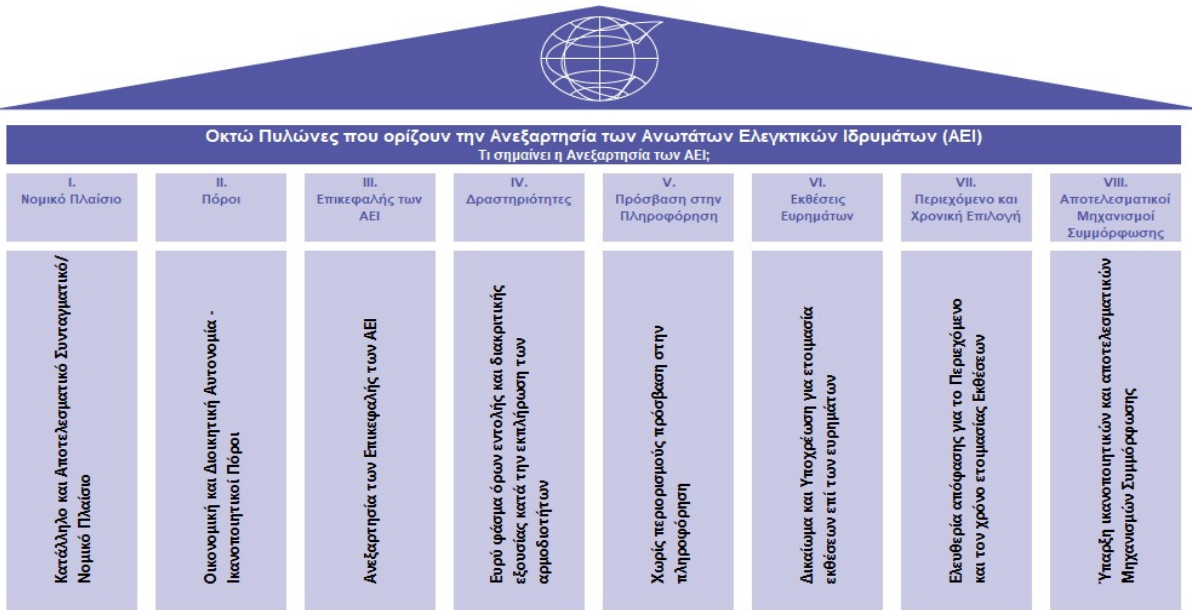 Οκτώ Πυλώνες που ορίζουν την Ανεξαρτησία των Ανωτάτων Ελεγκτικών Ιδρυμάτων (ΑΕΙ)
Τι σημαίνει η Ανεξαρτησία των ΑΕΙ;
I.
Νομικό Πλαίσιο
II.
Πόροι
III.
Επικεφαλής των
ΑΕΙ
IV.
Δραστηριότητες
V.
Πρόσβαση στην
Πληροφόρηση
VI.
Εκθέσεις
Ευρημάτων
VII.
Περιεχόμενο και
Χρονική Επιλογή
VIII.
Αποτελεσματικοί
Μηχανισμοί
Συμμόρφωσης
Κατάλληλο και Αποτελεσματικό Συνταγματικό/
Νομικό Πλαίσιο
Οικονομική και Διοικητική Αυτονομία -
Ικανοποιητικοί Πόροι
Ανεξαρτησία των Επικεφαλής των ΑΕΙ
Ευρύ φάσμα όρων εντολής και διακριτικής
εξουσίας κατά την εκπλήρωση των
αρμοδιοτήτων
Χωρίς περιορισμούς πρόσβαση στην
πληροφόρηση
Δικαίωμα και Υποχρέωση για ετοιμασία
εκθέσεων επί των ευρημάτων
Ελευθερία απόφασης για το Περιεχόμενο
και τον χρόνο ετοιμασίας Εκθέσεων
Ύπαρξη ικανοποιητικών και αποτελεσματικών
Μηχανισμών Συμμόρφωσης